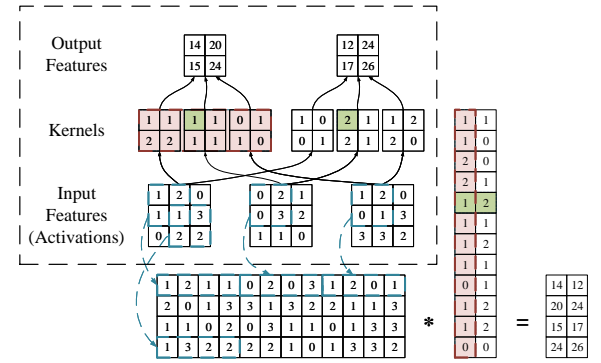 Output
Features
14 20
15 24
12 24
17 26
Kernels
1 1 1 1 0 1
2 2 1 1 1 0
1 0 2 1 1 2
0 1 2 1 2 0
Input
Features
(Activations)
1 2 0
1 1 3
0 2 2
0 2 1
0 3 2
1 1 0
1 2 0
0 1 3
3 3 2
1 2 1 1 0 2 0 3 1 2 0 1
2 0 1 3 3 1 3 2 2 1 1 3
1 1 0 2 0 3 1 1 0 1 3 3
1 3 2 2 2 2 1 0 1 3 3 2
*
1 1
1 0
2 0
2 1
1 2
1 1
1 2
1 1
0 1
1 2
1 2
0 0
=
14 12
20 24
15 17
24 26